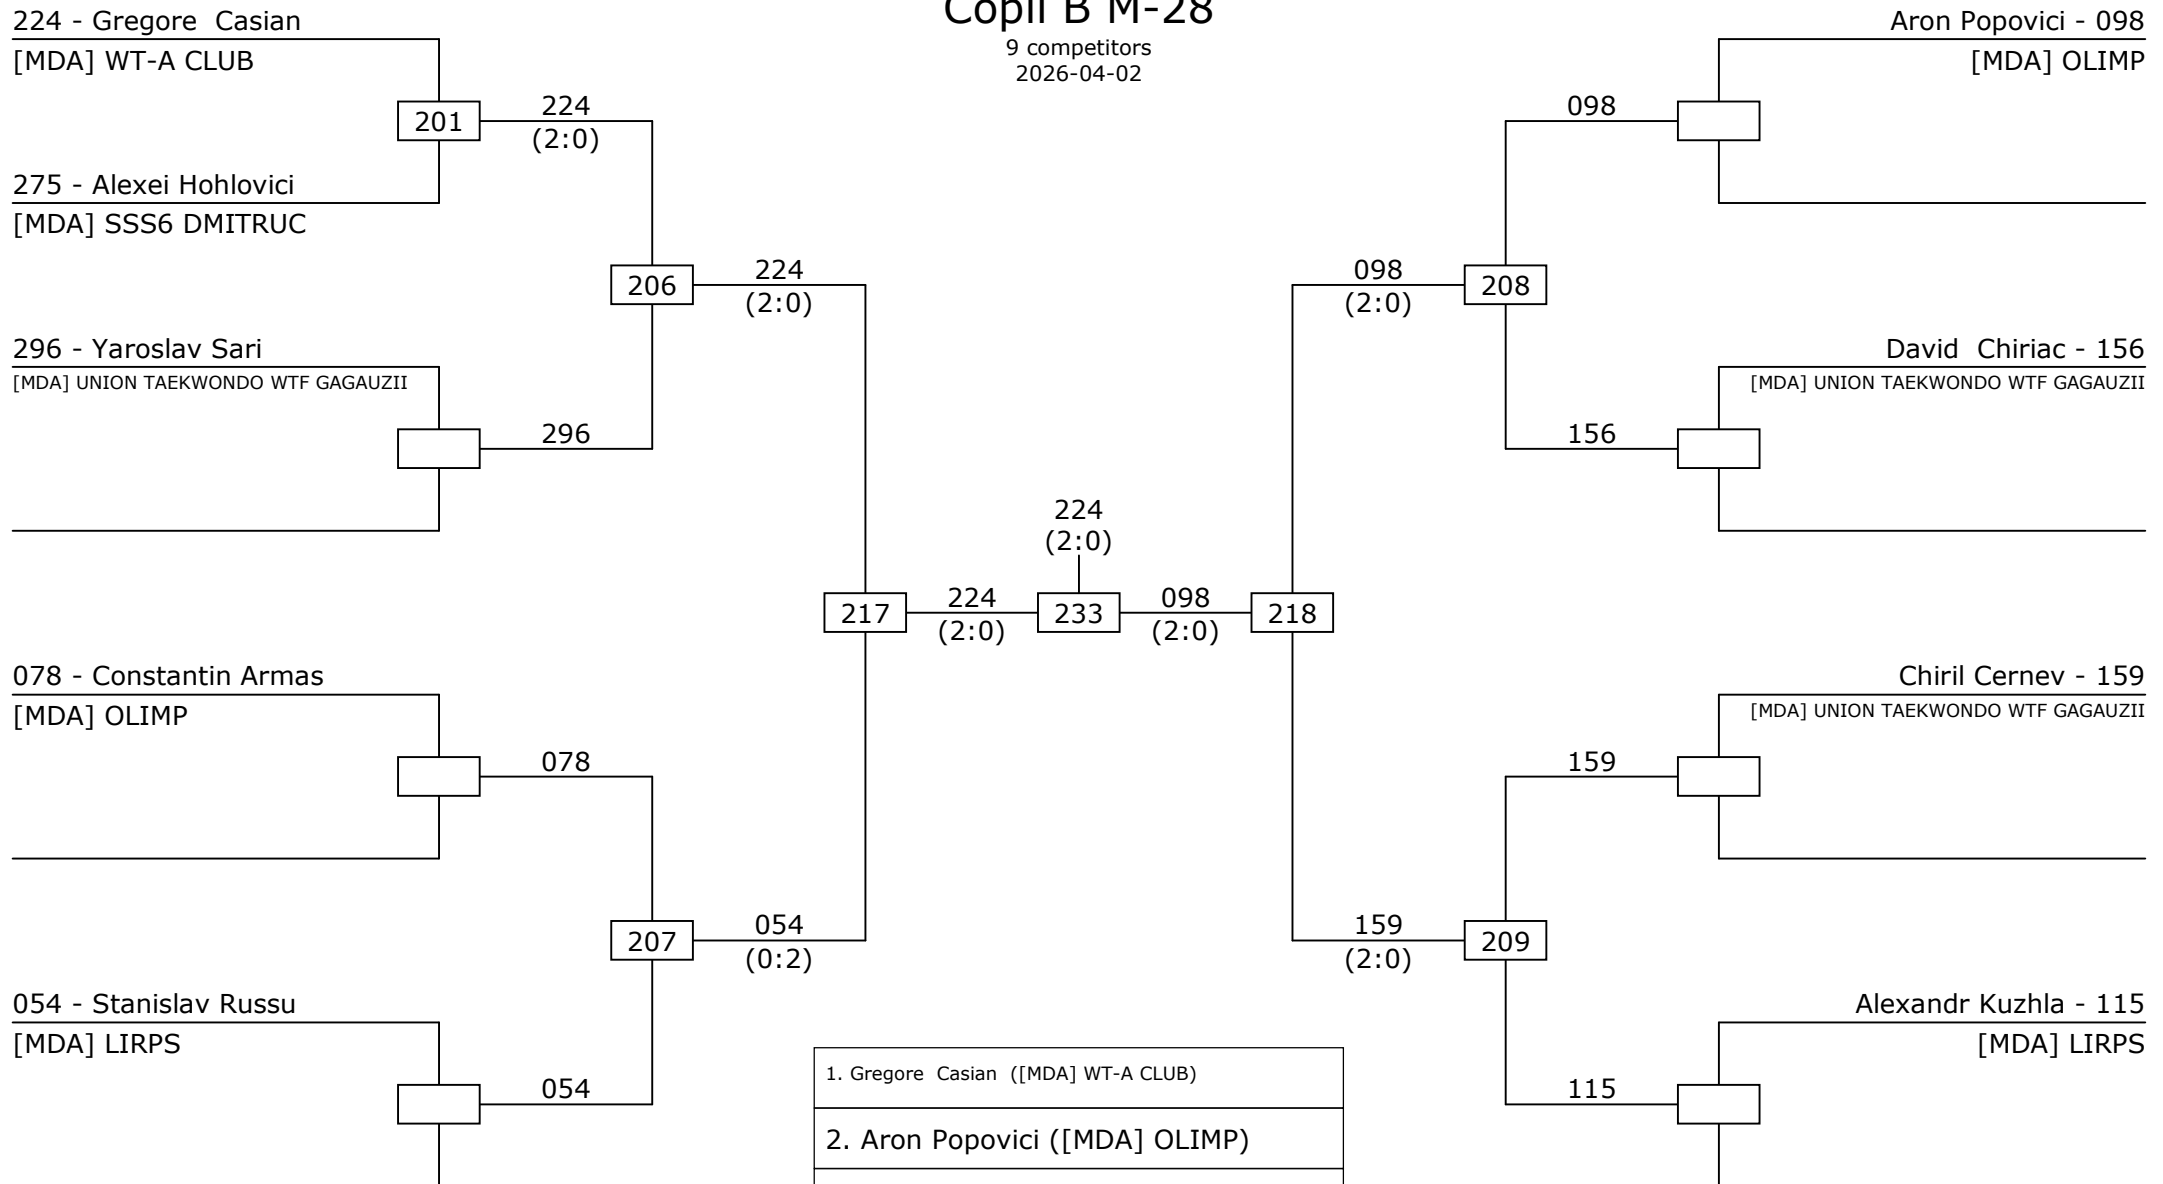 Copii B M-28
9 competitors
2026-04-02
224 - Gregore  Casian
[MDA] WT-A CLUB
201
224
(2:0)
275 - Alexei Hohlovici
[MDA] SSS6 DMITRUC
206
224
(2:0)
296 - Yaroslav Sari
[MDA] UNION TAEKWONDO WTF GAGAUZII
296
078 - Constantin Armas
[MDA] OLIMP
078
207
054
(0:2)
054 - Stanislav Russu
[MDA] LIRPS
054
217
224
(2:0)
224
(2:0)
233
098
(2:0)
218
Aron Popovici - 098
[MDA] OLIMP
098
098
(2:0)
208
David  Chiriac - 156
[MDA] UNION TAEKWONDO WTF GAGAUZII
156
Chiril Cernev - 159
[MDA] UNION TAEKWONDO WTF GAGAUZII
159
159
(2:0)
209
Alexandr Kuzhla - 115
[MDA] LIRPS
115
1. Gregore  Casian  ([MDA] WT-A CLUB)
2. Aron Popovici ([MDA] OLIMP)